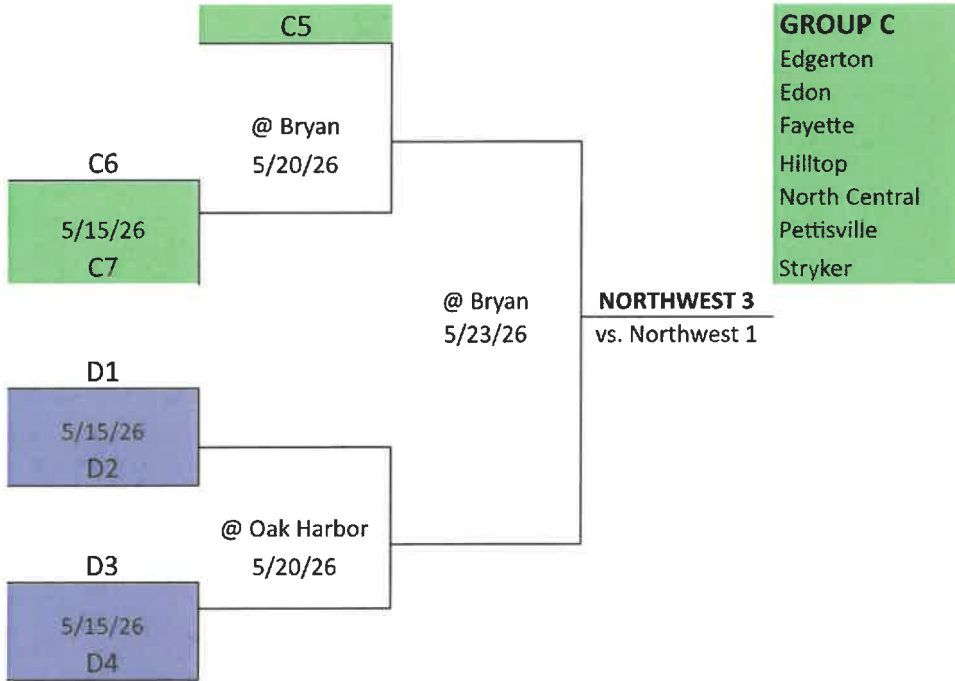 C5
@ Bryan
5/20/26
C6
5/15/26
C7
@ Bryan
5/23/26
NORTHWEST 3
vs. Northwest 1
D1
5/15/26
D2
@ Oak Harbor
5/20/26
D3
5/15/26
D4
GROUP C
Edgerton
Edon
Fayette
Hilltop
North Central
Pettisville
Stryker